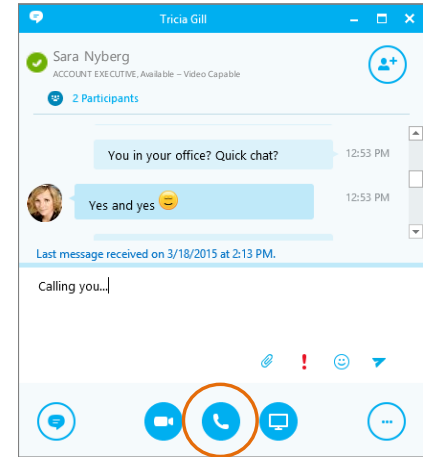 Tricia Gill
Sara Nyberg
ACCOUNT EXECUTIVE, Available – Video Capable
2 Participants
You in your office? Quick chat?
12:53 PM
Yes and yes
12:53 PM
Last message received on 3/18/2015 at 2:13 PM.
Calling you...